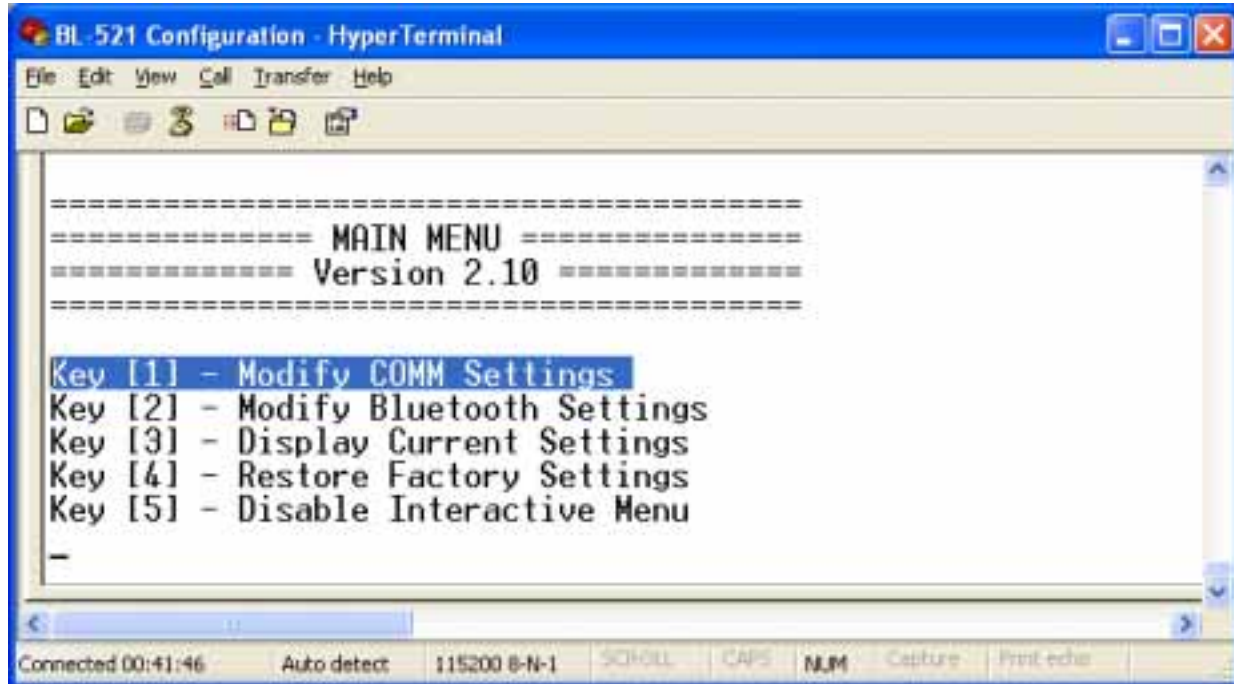 BL-521 Configuration - HyperTerminal
File Edit View Call Transfer Help
========================================
============== MAIN MENU ===============
============= Version 2.10 =============
========================================
Key [1] - Modify COMM Settings
Key [2] - Modify Bluetooth Settings
Key [3] - Display Current Settings
Key [4] - Restore Factory Settings
Key [5] - Disable Interactive Menu
_
Connected 00:41:46 Auto detect 115200 8-N-1 SCROLL CAPS NUM Capture Print echo